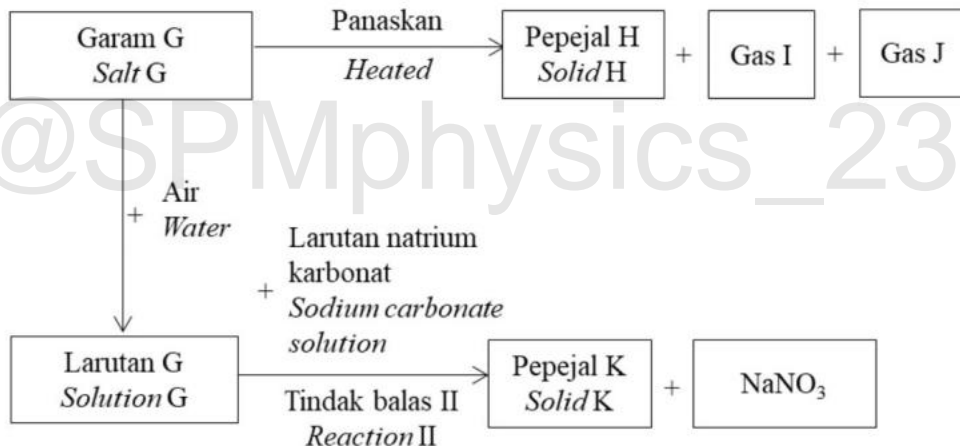 Garam G
Salt G
Panaskan
Heated
Pepejal H
Solid H
+
Gas I
+
Gas J
@SPMphysics_23
+
Air
Water
+
Larutan natrium
karbonat
Sodium carbonate
solution
Larutan G
Solution G
Tindak balas II
Reaction II
Pepejal K
Solid K
+
NaNO₃